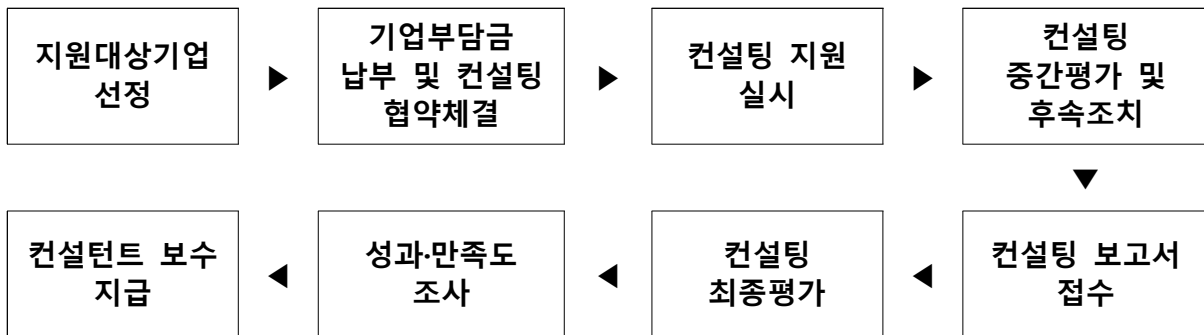 지원대상기업
선정
▶
기업부담금
납부 및 컨설팅
협약체결
▶
컨설팅 지원
실시
▶
컨설팅
중간평가 및
후속조치
▼
컨설팅 보고서
접수
◀
컨설팅
최종평가
◀
성과·만족도
조사
◀
컨설턴트 보수
지급